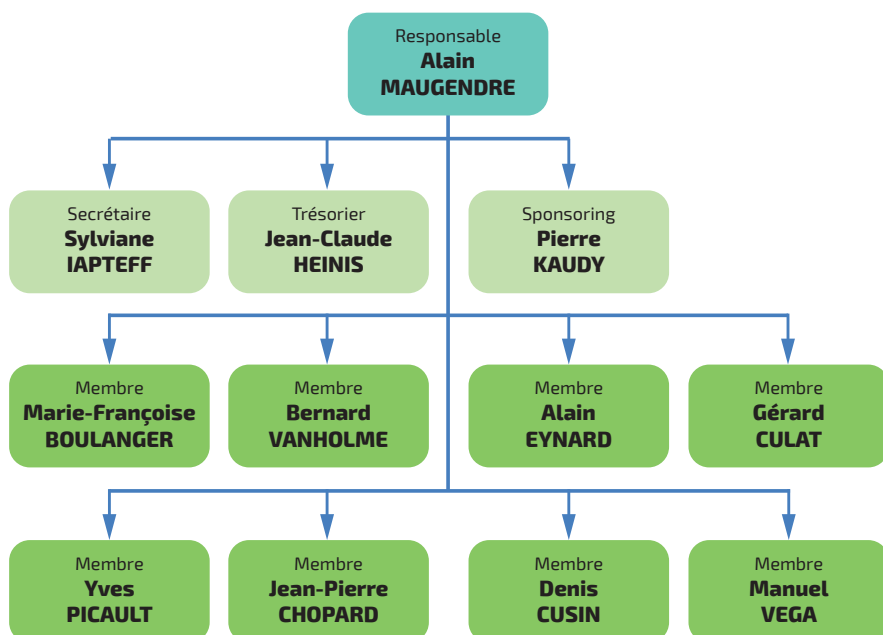 Responsable
Alain
MAUGENDRE
Secrétaire
Sylviane
IAPTEFF
Trésorier
Jean-Claude
HEINIS
Sponsoring
Pierre
KAUDY
Membre
Marie-Françoise
BOULANGER
Membre
Bernard
VANHOLME
Membre
Alain
EYNARD
Membre
Gérard
CULAT
Membre
Yves
PICAULT
Membre
Jean-Pierre
CHOPARD
Membre
Denis
CUSIN
Membre
Manuel
VEGA